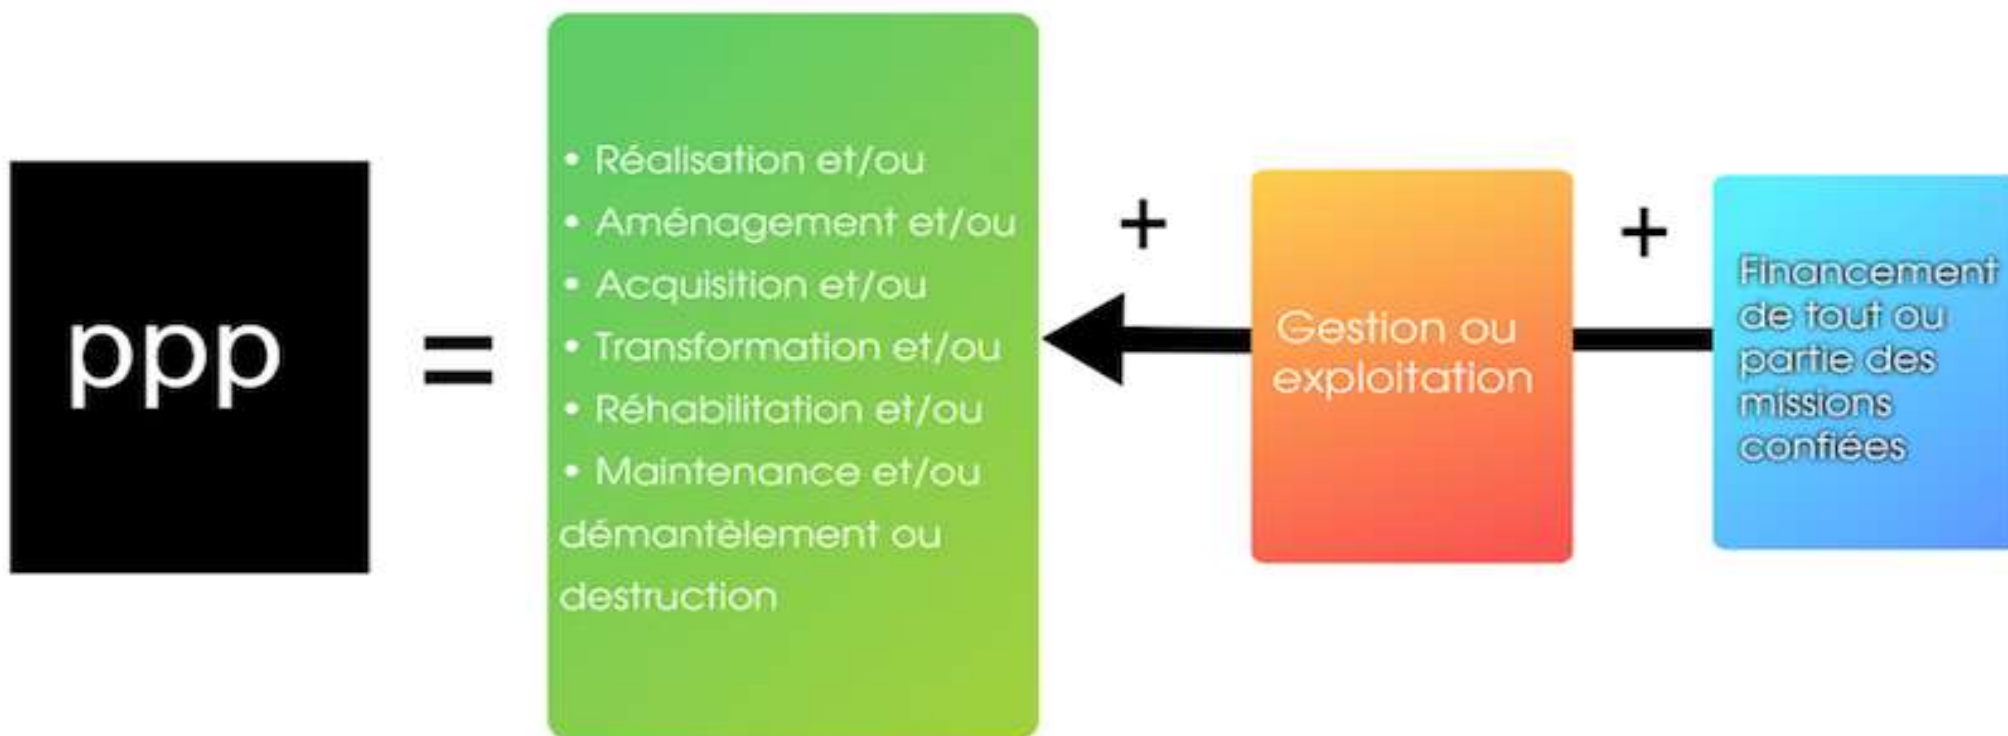 ppp
=
• Réalisation et/ou
• Aménagement et/ou
• Acquisition et/ou
• Transformation et/ou
• Réhabilitation et/ou
• Maintenance et/ou
démantèlement ou
destruction
+
Gestion ou
exploitation
+
Financement
de tout ou
partie des
missions
confiées